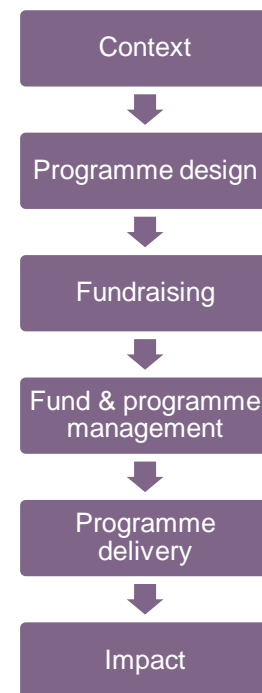 Context
Programme design
Fundraising
Fund & programme
management
Programme
delivery
Impact